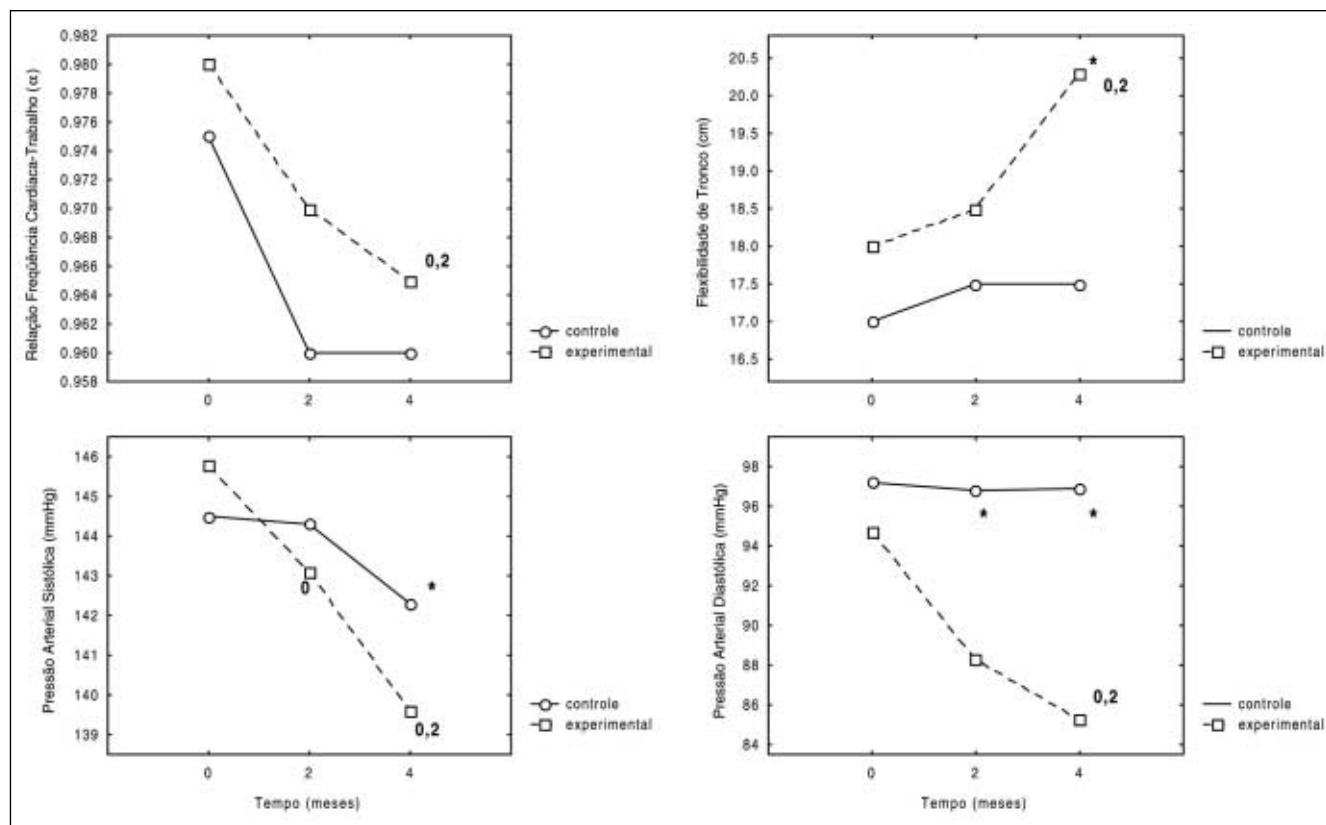 Relação Freqüência Cardíaca-Trabalho (α)
0.982
0.980
0.978
0.976
0.974
0.972
0.970
0.968
0.966
0.964
0.962
0.960
0.958
0,2
0 2 4
controle
experimental
Flexibilidade de Tronco (cm)
20.5
20.0
19.5
19.0
18.5
18.0
17.5
17.0
16.5
*
0,2
0 2 4
controle
experimental
Pressão Arterial Sistólica (mmHg)
146
145
144
143
142
141
140
139
0
*
0,2
0 2 4
Tempo (meses)
controle
experimental
Pressão Arterial Diastólica (mmHg)
98
96
94
92
90
88
86
84
* *
0,2
0 2 4
Tempo (meses)
controle
experimental